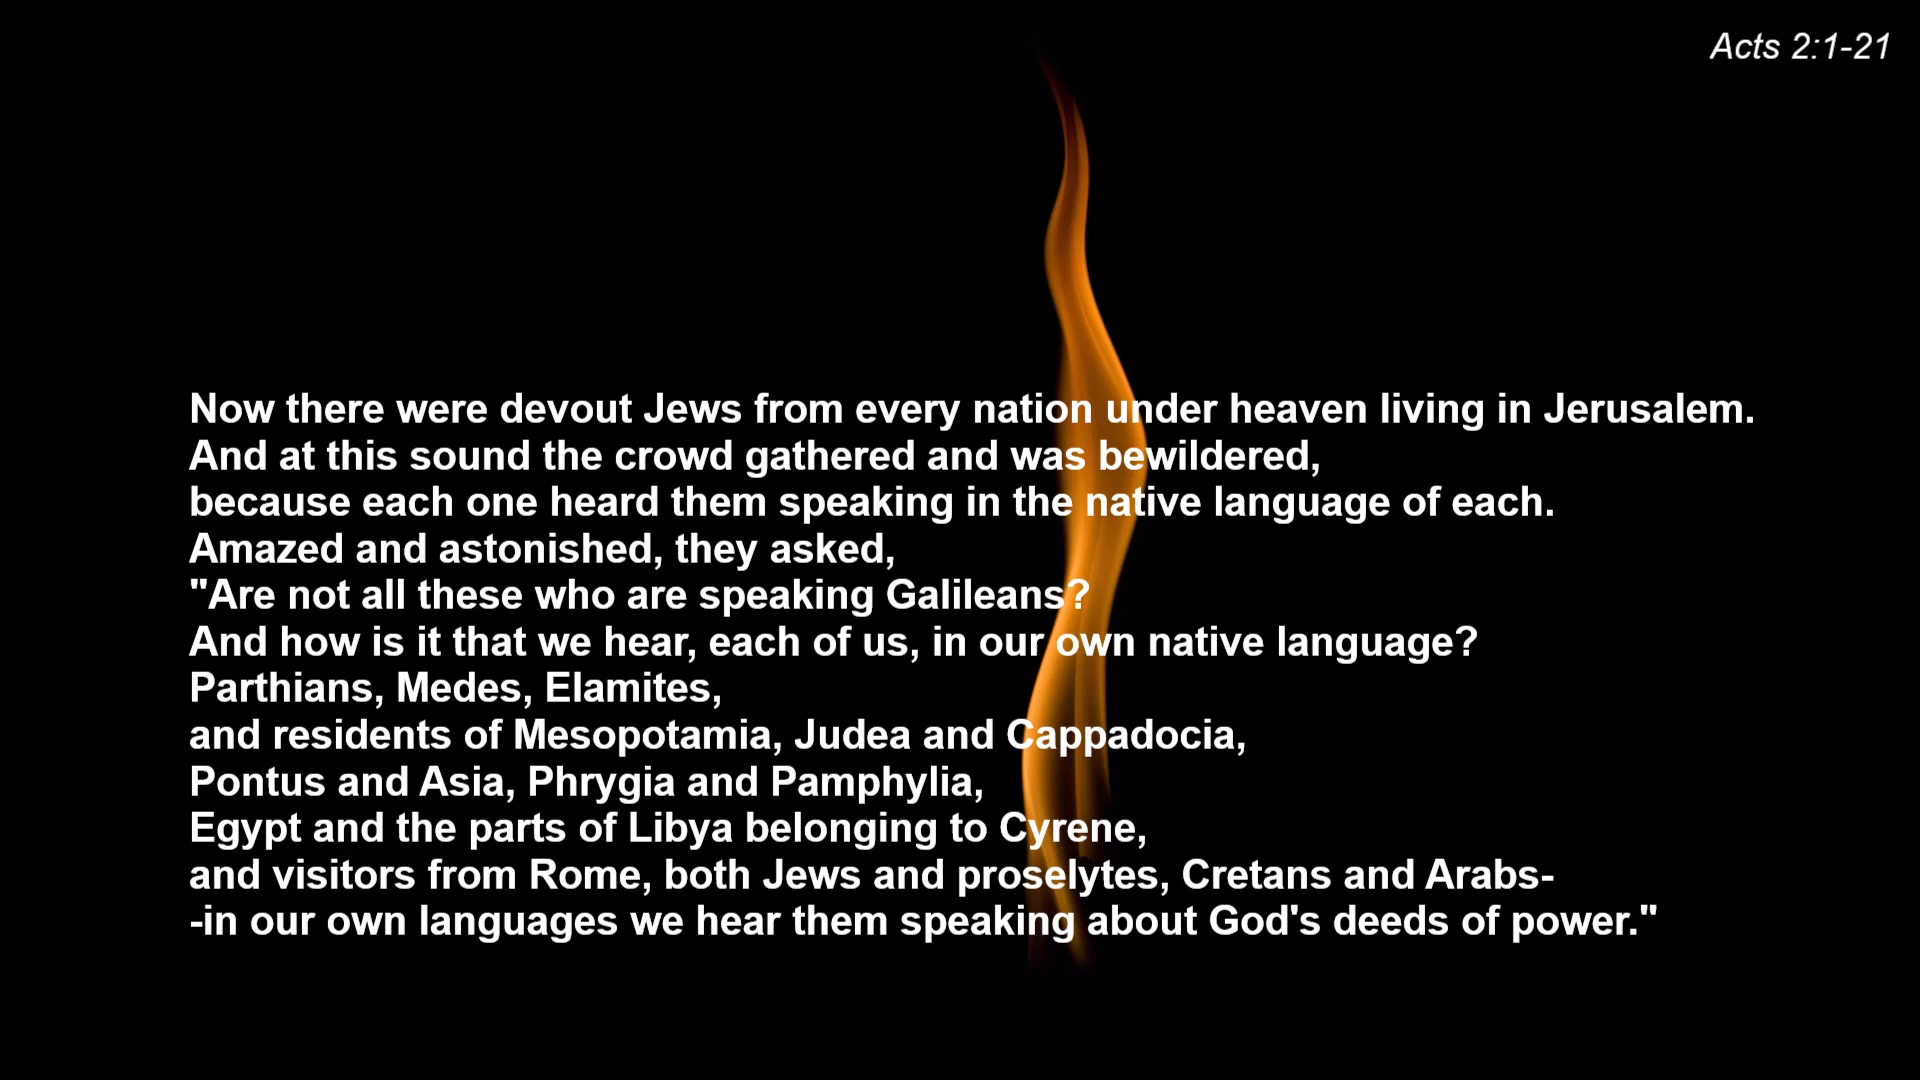 Acts 2:1-21
Now there were devout Jews from every nation under heaven living in Jerusalem.
And at this sound the crowd gathered and was bewildered,
because each one heard them speaking in the native language of each.
Amazed and astonished, they asked,
"Are not all these who are speaking Galileans?
And how is it that we hear, each of us, in our own native language?
Parthians, Medes, Elamites,
and residents of Mesopotamia, Judea and Cappadocia,
Pontus and Asia, Phrygia and Pamphylia,
Egypt and the parts of Libya belonging to Cyrene,
and visitors from Rome, both Jews and proselytes, Cretans and Arabs-
-in our own languages we hear them speaking about God's deeds of power."